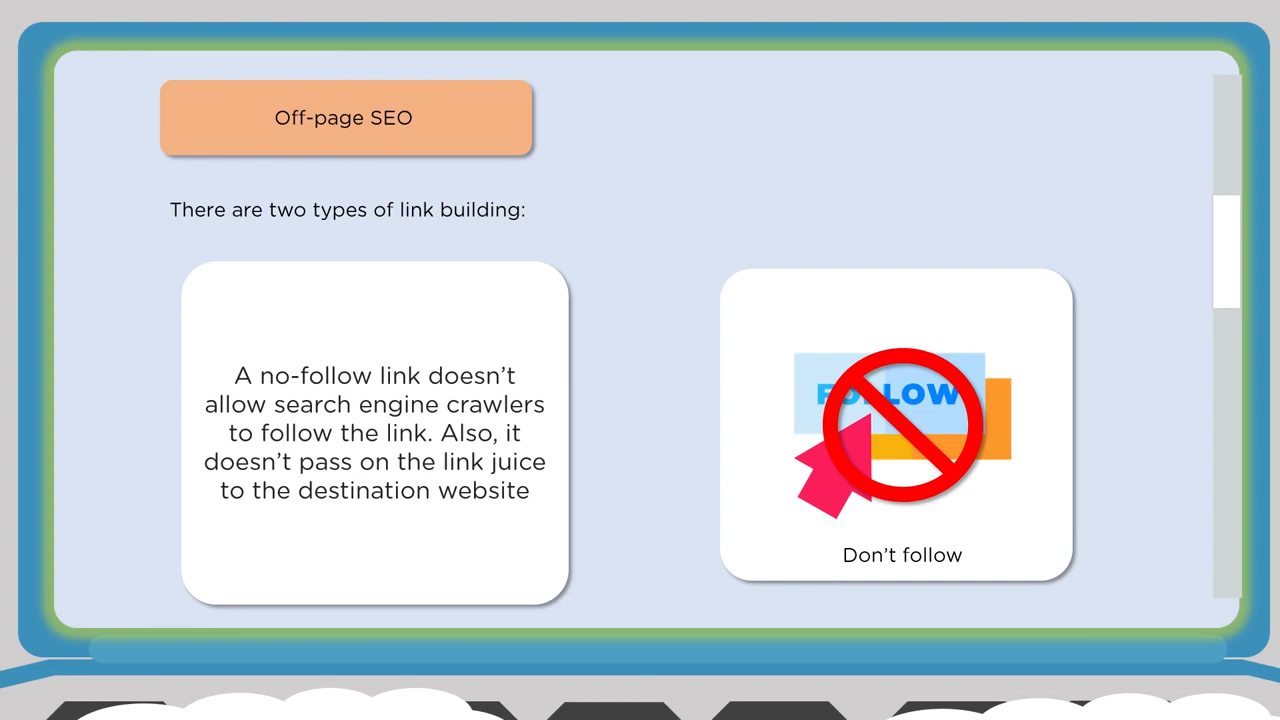 Off-page SEO
There are two types of link building:
A no-follow link doesn’t
allow search engine crawlers
to follow the link. Also, it
doesn’t pass on the link juice
to the destination website
FOLLOW
Don’t follow